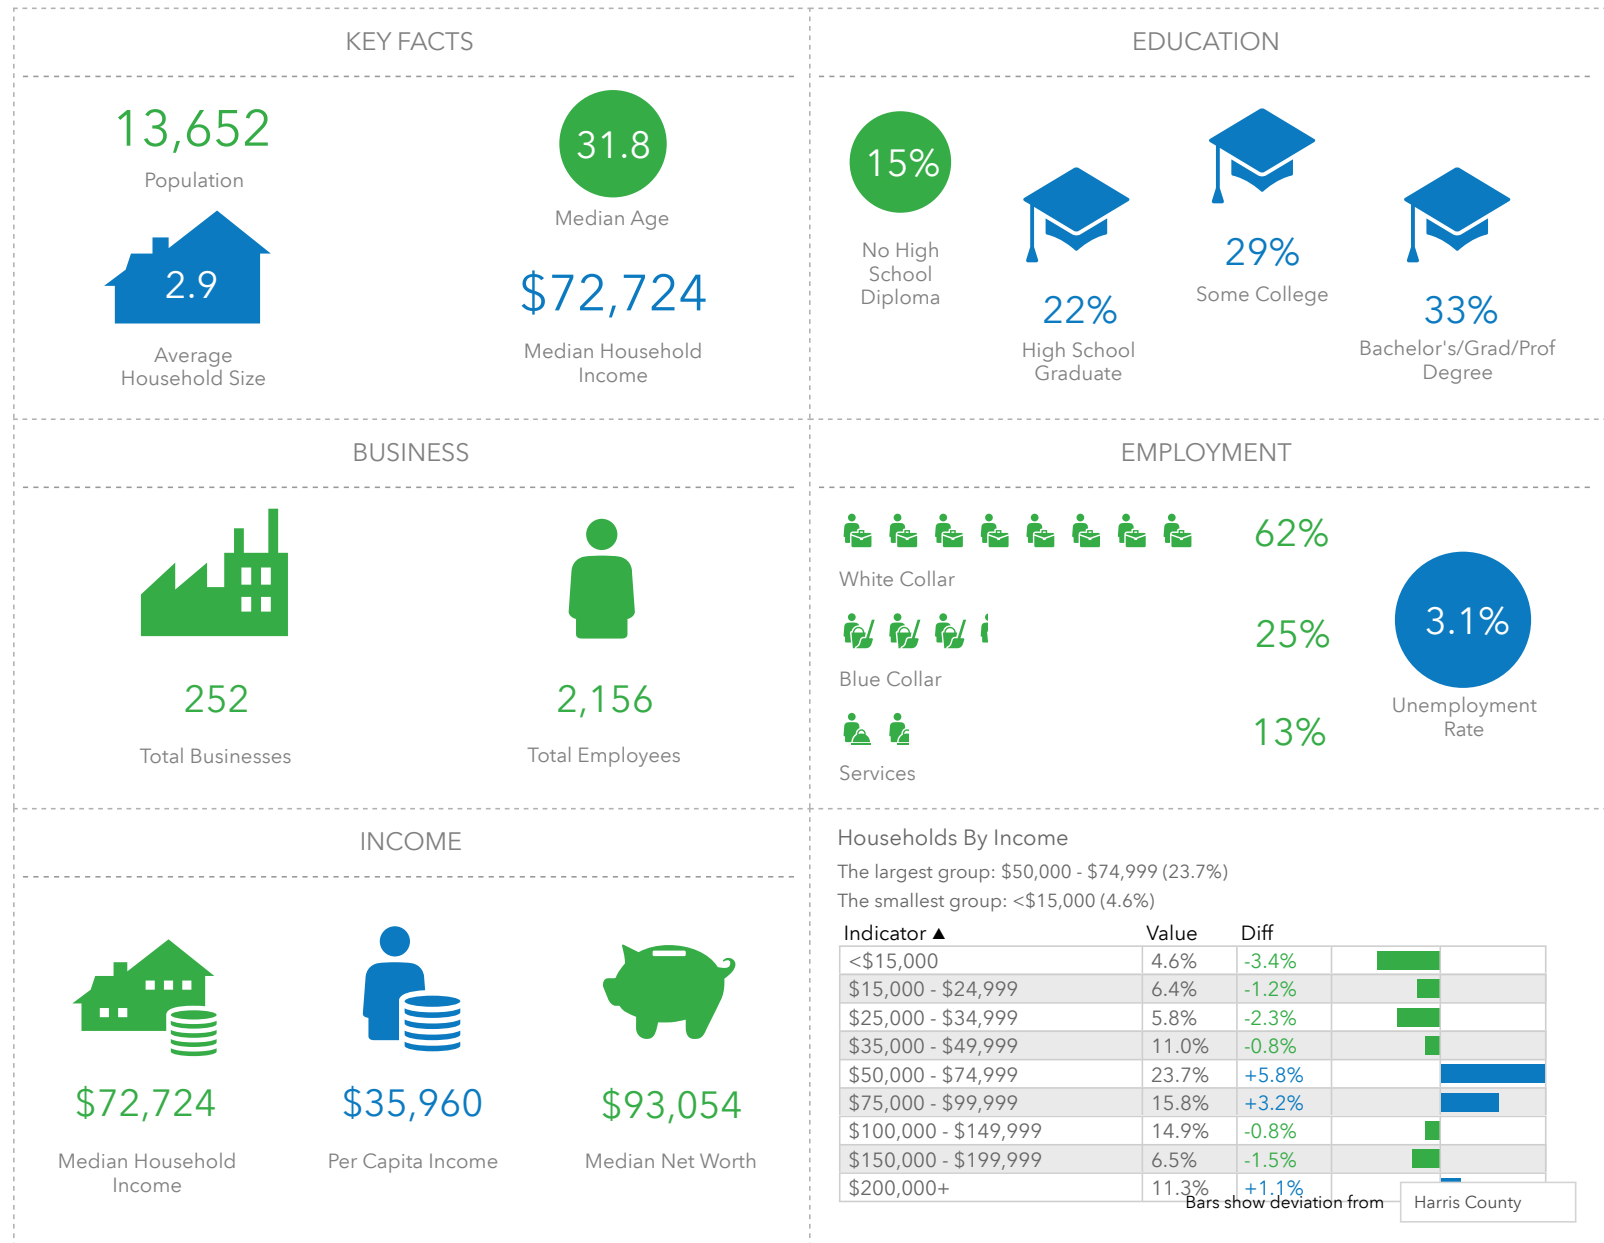 KEY FACTS
13,652
Population
31.8
Median Age
2.9
Average
Household Size
$72,724
Median Household
Income
EDUCATION
15%
No High
School
Diploma
22%
High School
Graduate
29%
Some College
33%
Bachelor's/Grad/Prof
Degree
BUSINESS
252
Total Businesses
2,156
Total Employees
EMPLOYMENT
62%
White Collar
25%
Blue Collar
13%
Services
3.1%
Unemployment
Rate
INCOME
$72,724
Median Household
Income
$35,960
Per Capita Income
$93,054
Median Net Worth
Households By Income
The largest group: $50,000 - $74,999 (23.7%)
The smallest group: <$15,000 (4.6%)
Indicator ▲ Value Diff
<$15,000 4.6% -3.4%
$15,000 - $24,999 6.4% -1.2%
$25,000 - $34,999 5.8% -2.3%
$35,000 - $49,999 11.0% -0.8%
$50,000 - $74,999 23.7% +5.8%
$75,000 - $99,999 15.8% +3.2%
$100,000 - $149,999 14.9% -0.8%
$150,000 - $199,999 6.5% -1.5%
$200,000+ 11.3% +1.1%
Bars show deviation from Harris County